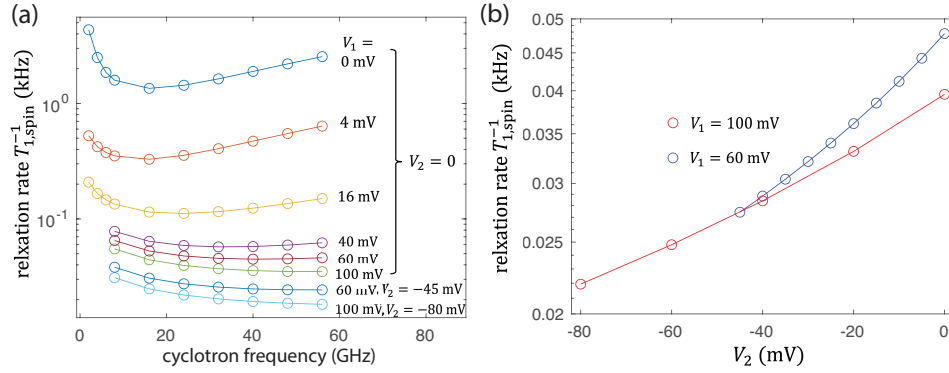 (a)
relxation rate T₁,spin⁻¹ (kHz)
10⁰
10⁻¹
0
20
40
60
80
cyclotron frequency (GHz)
V₁ =
0 mV
4 mV
16 mV
40 mV
60 mV
100 mV
V₂ = 0
60 mV, V₂ = −45 mV
100 mV, V₂ = −80 mV
(b)
relxation rate T₁,spin⁻¹ (kHz)
0.05
0.045
0.04
0.035
0.03
0.025
0.02
-80
-60
-40
-20
0
V₂ (mV)
V₁ = 100 mV
V₁ = 60 mV